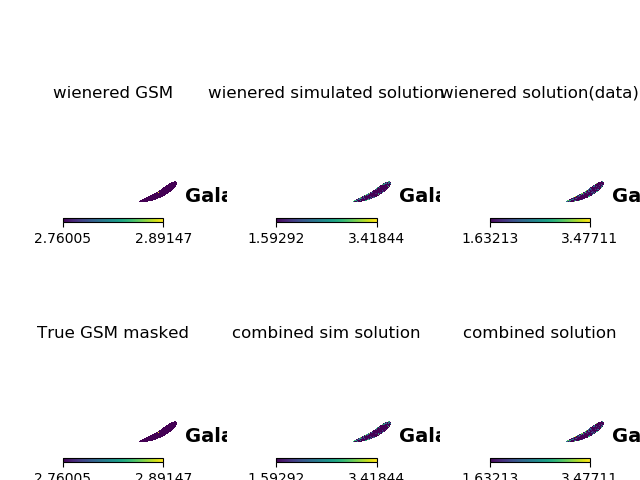 wienered GSM
wienered simulated solution
wienered solution(data)
Gala
Gala
Ga
2.76005 2.89147
1.59292 3.41844
1.63213 3.47711
True GSM masked
combined sim solution
combined solution
Gala
Gala
Ga
2.76005 2.89147
1.59292 3.41844
1.63213 3.47711